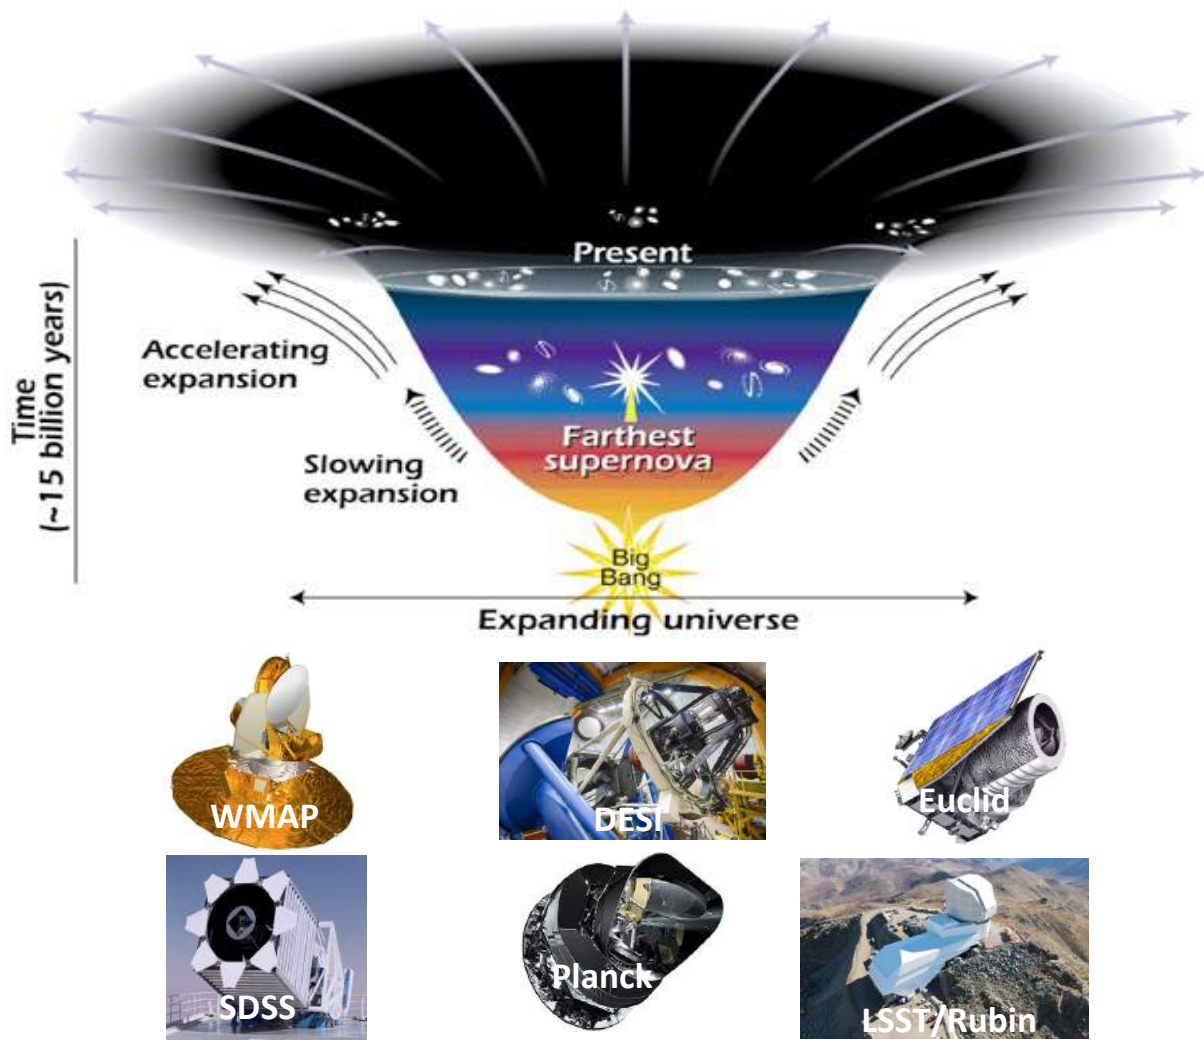 Present
Time
(~15 billion years)
Accelerating
expansion
Farthest
supernova
Slowing
expansion
Big
Bang
Expanding universe
WMAP
DESI
Euclid
SDSS
Planck
LSST/Rubin